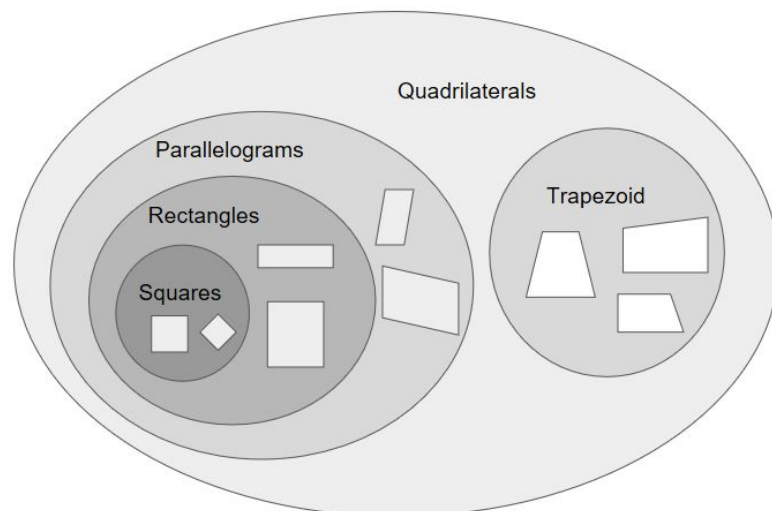 Quadrilaterals
Parallelograms
Trapezoid
Rectangles
Squares